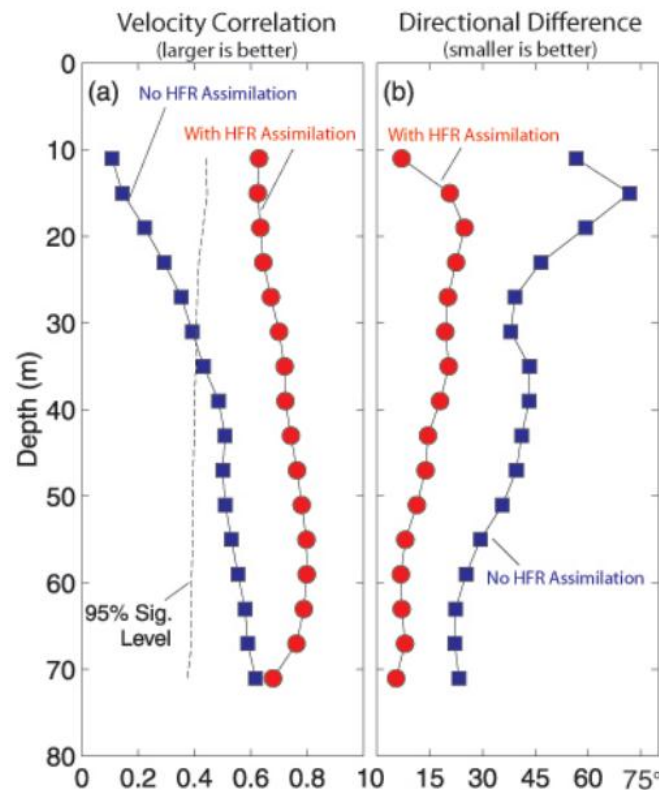 Velocity Correlation
(larger is better)
Directional Difference
(smaller is better)
0
10
20
30
40
50
60
70
80
Depth (m)
(a)
No HFR Assimilation
With HFR Assimilation
95% Sig.
Level
0 0.2 0.4 0.6 0.8
(b)
With HFR Assimilation
No HFR Assimilation
10 15 30 45 60 75°